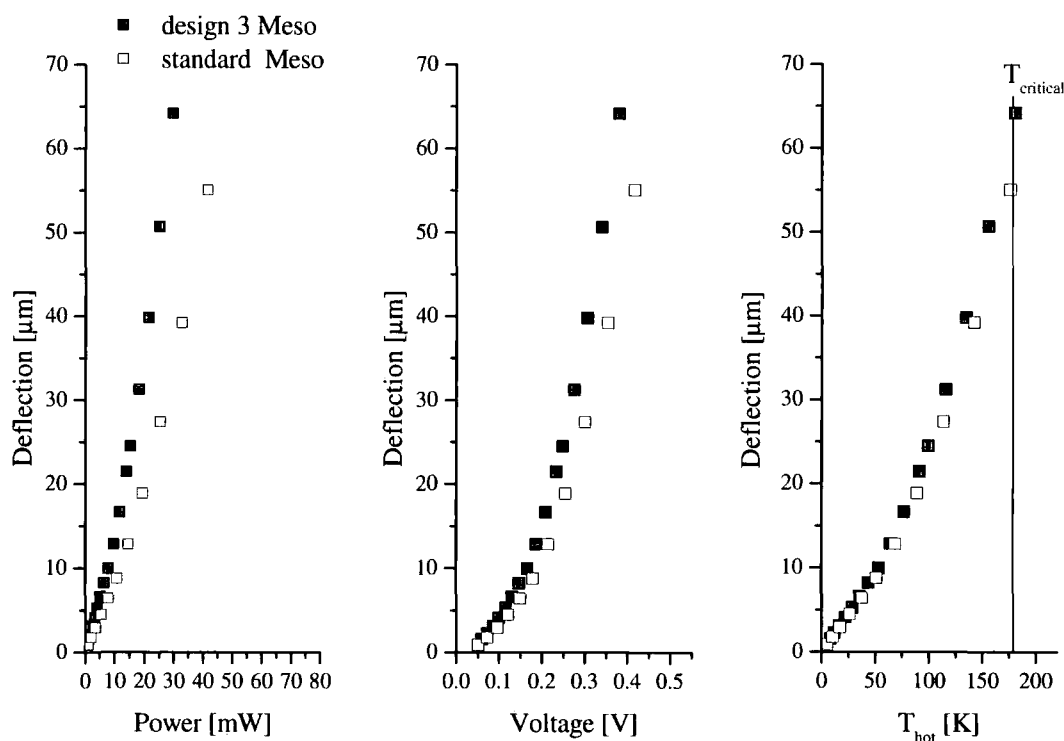 design 3 Meso
standard Meso
70
60
50
40
30
20
10
0
Deflection [µm]
0 10 20 30 40 50 60 70 80
Power [mW]
70
60
50
40
30
20
10
0
Deflection [µm]
0.0 0.1 0.2 0.3 0.4 0.5
Voltage [V]
70
60
50
40
30
20
10
0
Deflection [µm]
T critical
0 50 100 150 200
T hot [K]